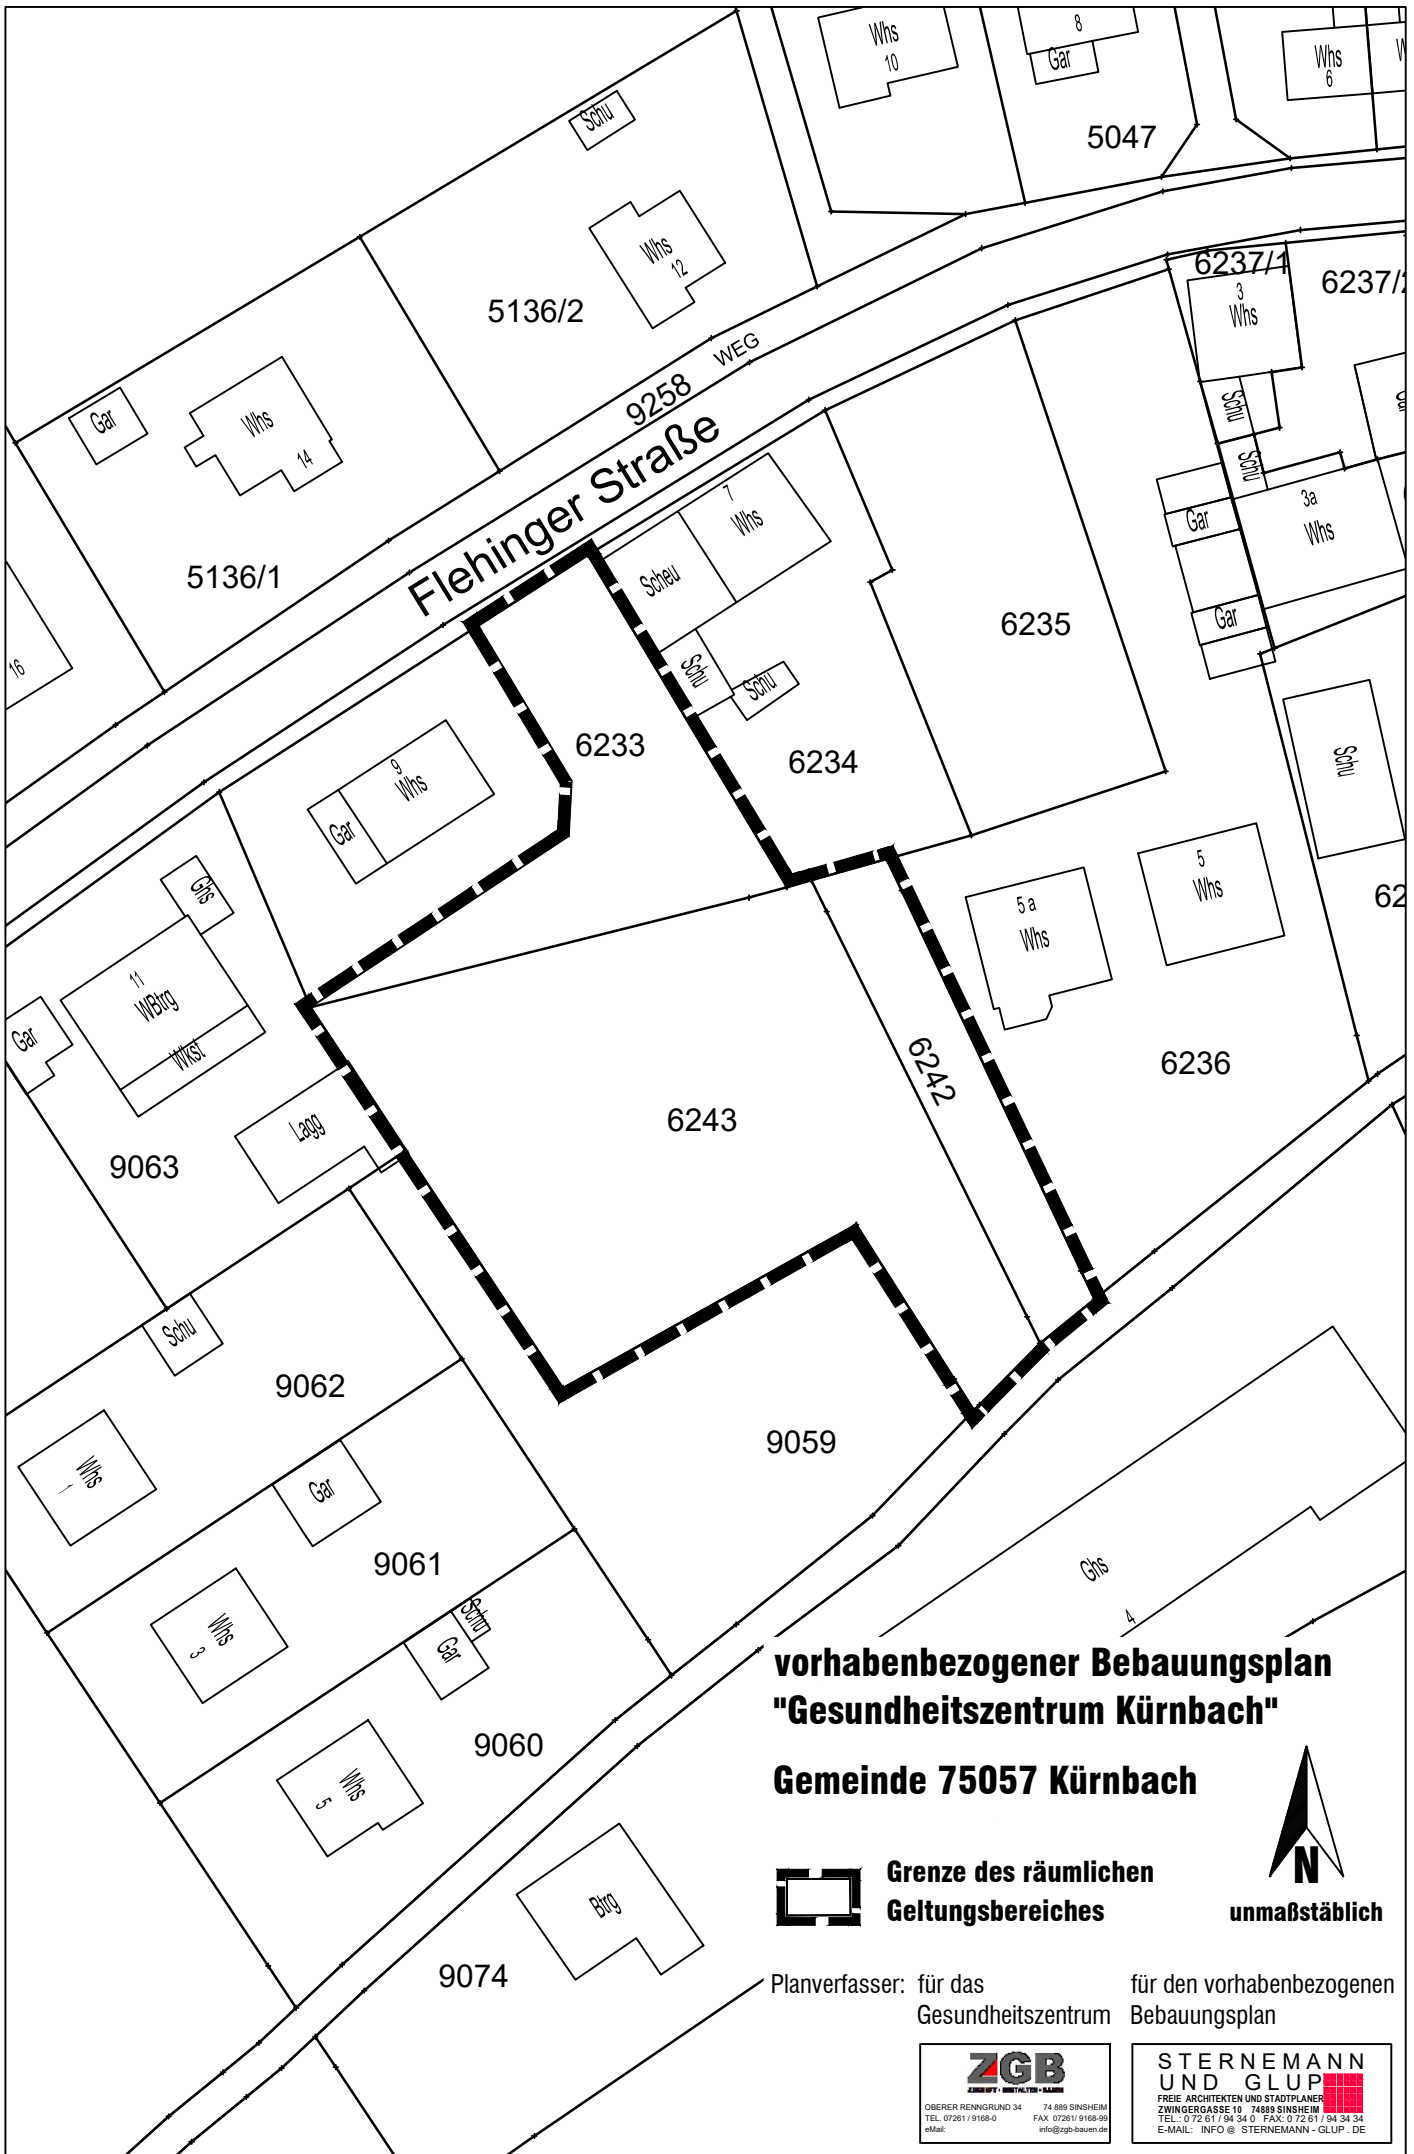 Whs
10
8
Gar
Whs
6
Schu
5047
Whs
12
5136/2
WEG
6237/1
6237/2
3
Whs
9258
Flehinger Straße
Gar
Whs
14
Schu
Schu
5136/1
7
Whs
Scheu
Gar
3a
Whs
16
6235
Gar
Schu
Schu
6233
6234
Schu
9
Whs
Gar
5
Whs
5 a
Whs
Ghs
11
WBtrg
Wkst
Gar
6242
6236
6243
Lagg
9063
Schu
9062
9059
Whs
1
Gar
9061
Ghs
4
Whs
3
Schu
Gar
9060
Whs
5
Btrg
9074
vorhabenbezogener Bebauungsplan
"Gesundheitszentrum Kürnbach"
Gemeinde 75057 Kürnbach
Grenze des räumlichen
Geltungsbereiches
N
unmaßstäblich
Planverfasser: für das
Gesundheitszentrum
für den vorhabenbezogenen
Bebauungsplan
ZGB
OBERER RENNGRUND 34 74 889 SINSHEIM
TEL. 07261 / 9168-0 FAX 07261/ 9168-99
eMail: info@zgb-bauen.de
STERNEMANN
UND GLUP
FREIE ARCHITEKTEN UND STADTPLANER
ZWINGERGASSE 10 74889 SINSHEIM
TEL.: 0 72 61 / 94 34 0 FAX: 0 72 61 / 94 34 34
E-MAIL: INFO @ STERNEMANN - GLUP . DE